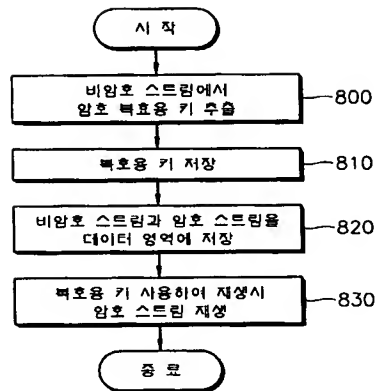 시 작
비암호 스트림에서
암호 복효용 키 추출
800
복호용 키 저장
810
비암호 스트림과 암호 스트림을
데이터 영역에 저장
820
복호용 키 사용하여 재생시
암호 스트림 재생
830
종 료